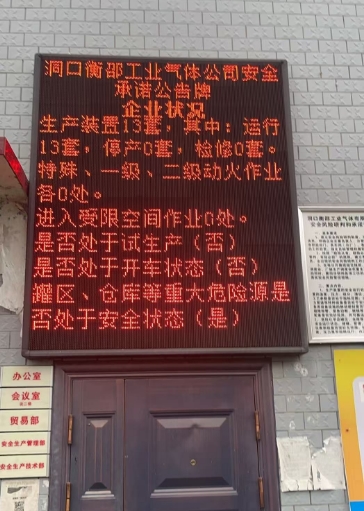 洞口衡邵工业气体公司安全
承诺公告牌
企业状况
生产装置13套，其中：运行
13套，停产0套，检修0套。
特殊、一级、二级动火作业
各0处。
进入受限空间作业0处。
是否处于试生产（否）
是否处于开车状态（否）
罐区、仓库等重大危险源是
否处于安全状态（是）
办公室
会议室
贸易部
安全生产管理部
安全生产技术部